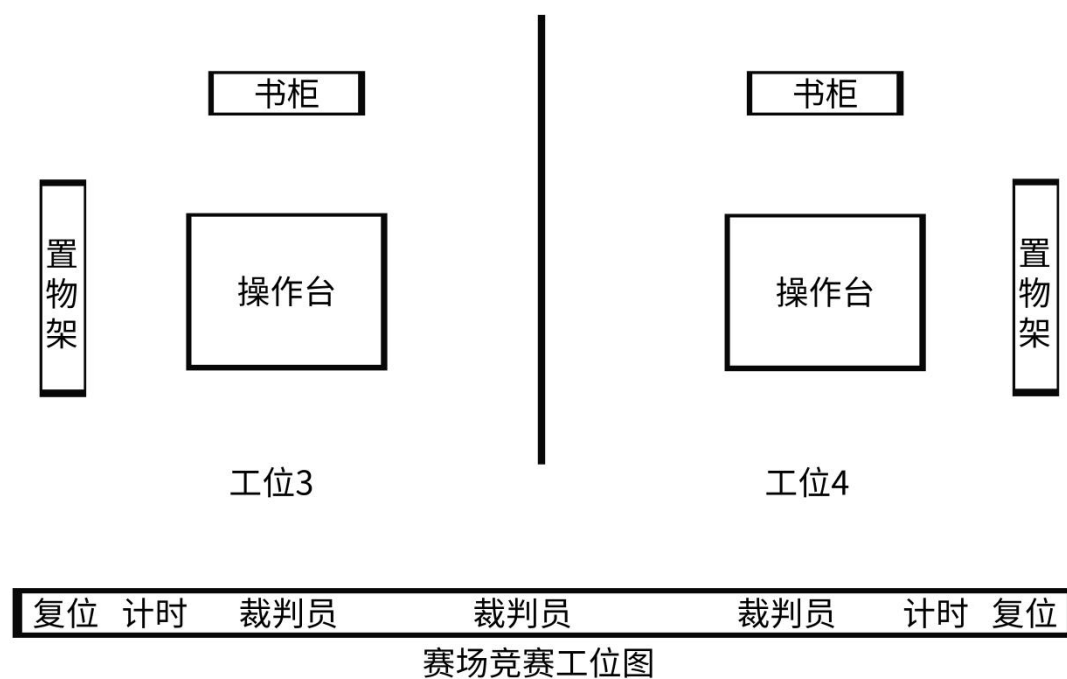 书柜 书柜
置物架 操作台 操作台 置物架
工位3 工位4
复位 计时 裁判员 裁判员 裁判员 计时 复位
赛场竞赛工位图